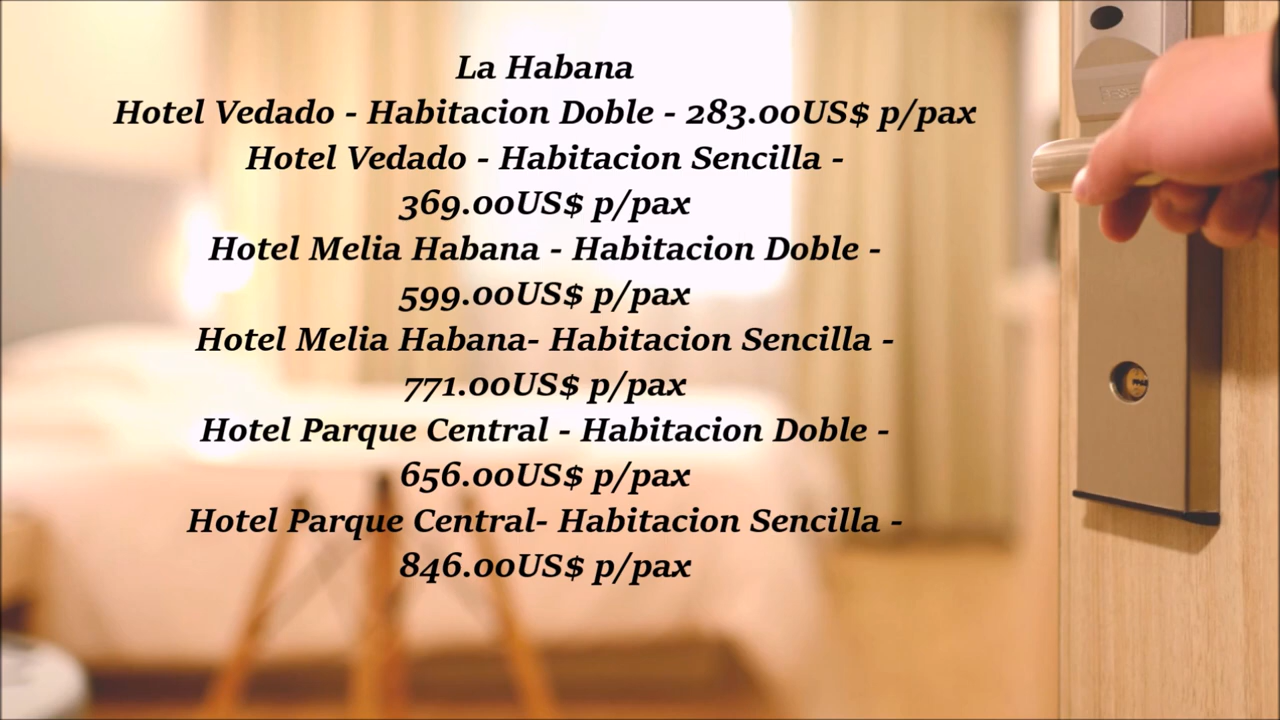 La Habana
Hotel Vedado - Habitacion Doble - 283.00US$ p/pax
Hotel Vedado - Habitacion Sencilla -
369.00US$ p/pax
Hotel Melia Habana - Habitacion Doble -
599.00US$ p/pax
Hotel Melia Habana- Habitacion Sencilla -
771.00US$ p/pax
Hotel Parque Central - Habitacion Doble -
656.00US$ p/pax
Hotel Parque Central- Habitacion Sencilla -
846.00US$ p/pax